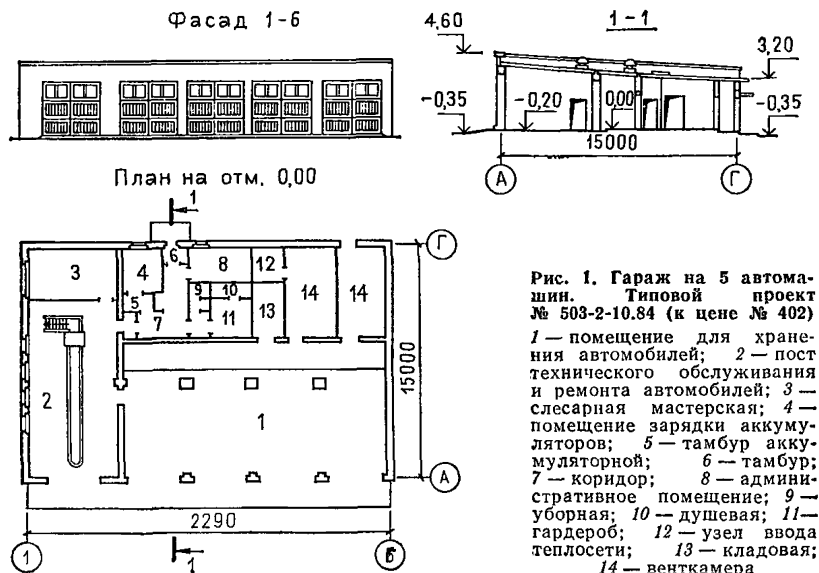 Фасад 1-6
1-1
4,60
3,20
-0,35
-0,20
0,00
-0,35
15000
А
Г
План на отм. 0,00
1
Г
3
4
6
8
12
14
14
5
7
9
10
11
13
2
1
15000
А
2290
1
Б
1
Рис. 1. Гараж на 5 автома-
шин. Типовой проект
№ 503-2-10.84 (к цене № 402)
1 — помещение для хране-
ния автомобилей; 2 — пост
технического обслуживания
и ремонта автомобилей; 3 —
слесарная мастерская; 4 —
помещение зарядки аккуму-
ляторов; 5 — тамбур акку-
муляторной; 6 — тамбур;
7 — коридор; 8 — админи-
стративное помещение; 9 —
уборная; 10 — душевая; 11—
гардероб; 12 — узел ввода
теплосети; 13 — кладовая;
14 — венткамера